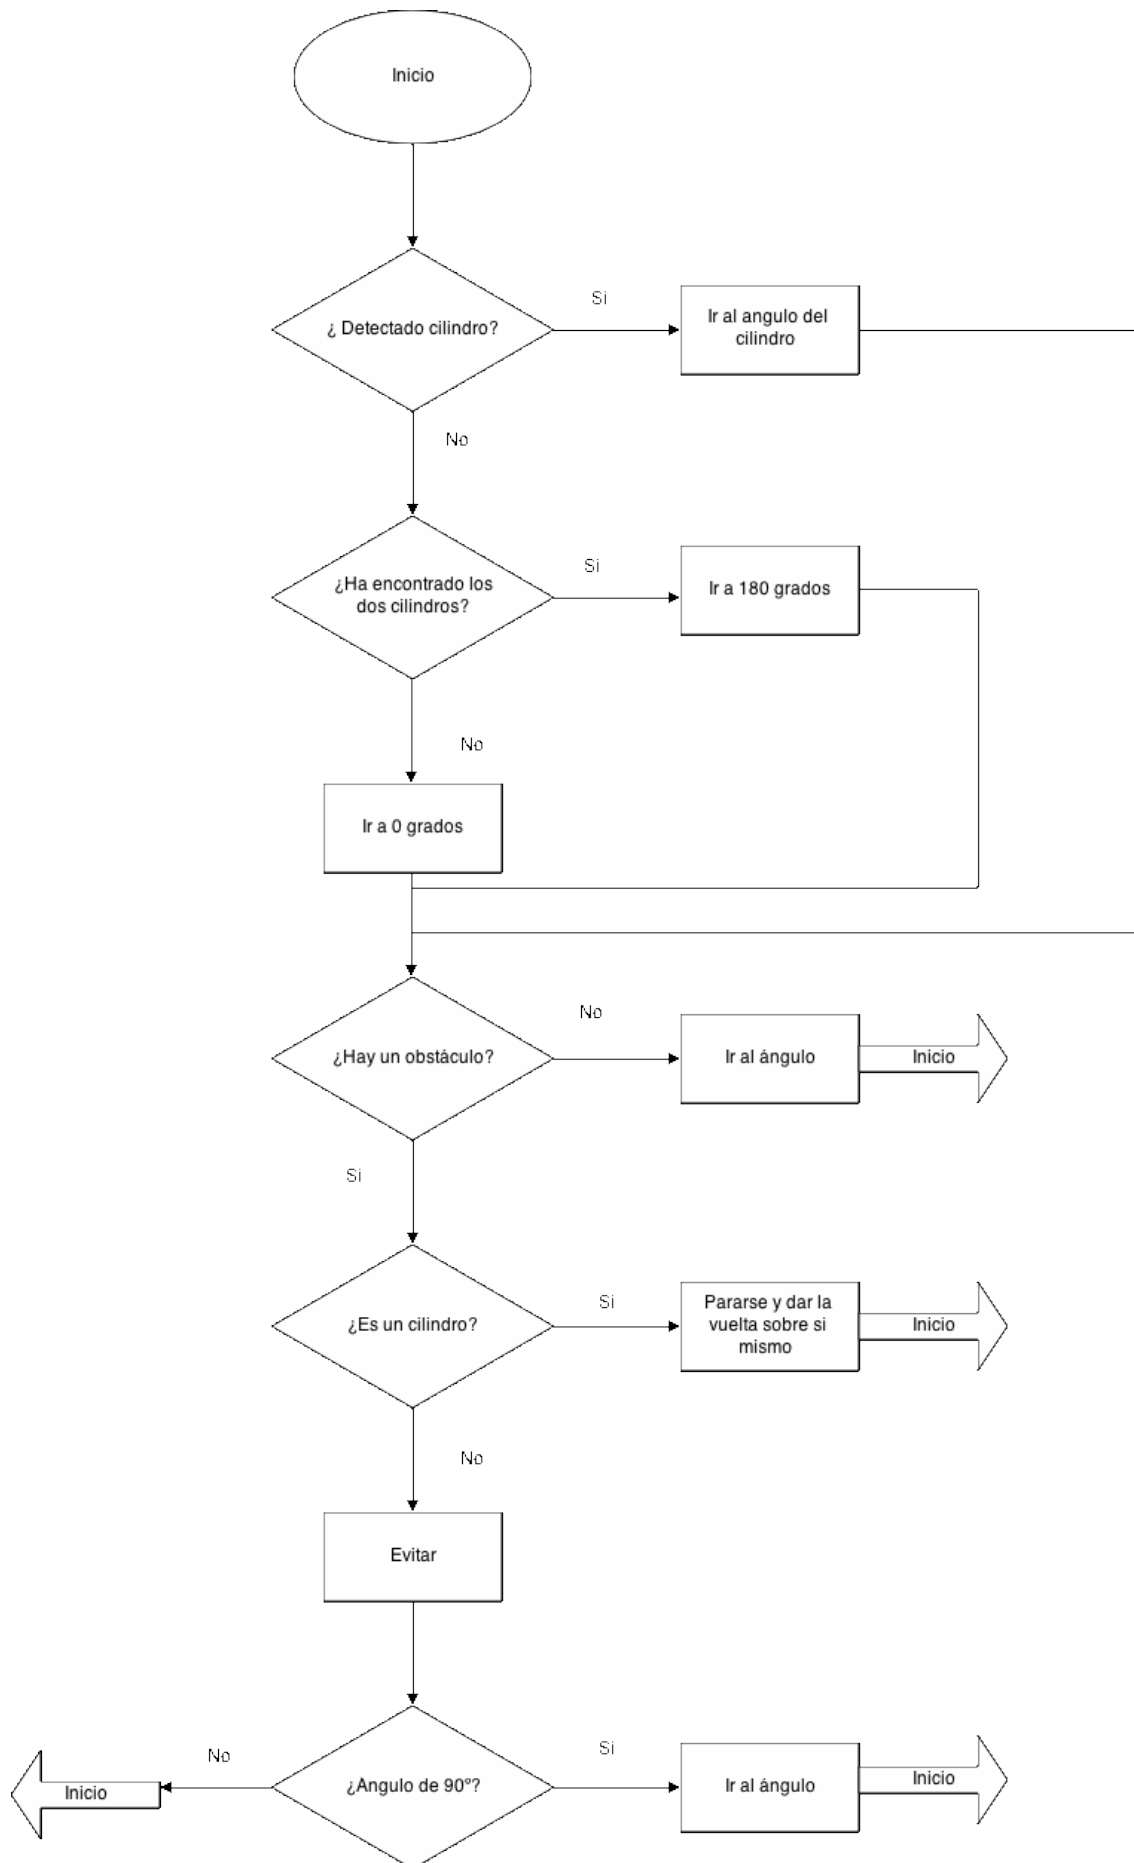 Inicio
¿ Detectado cilindro?
Si
Ir al angulo del
cilindro
No
¿Ha encontrado los
dos cilindros?
Si
Ir a 180 grados
No
Ir a 0 grados
¿Hay un obstáculo?
No
Ir al ángulo
Inicio
Si
¿Es un cilindro?
Si
Pararse y dar la
vuelta sobre si
mismo
Inicio
No
Evitar
¿Angulo de 90º?
No
Inicio
Si
Ir al ángulo
Inicio